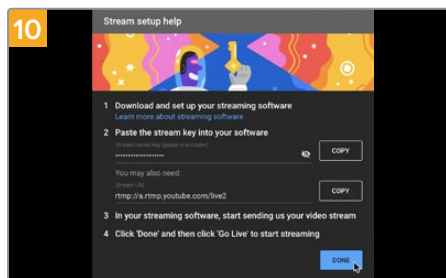 10
Stream setup help
1 Download and set up your streaming software
Learn more about streaming software
2 Paste the stream key into your software
Stream name/key (paste in encoder)
••••••••••••••••••••
COPY
You may also need:
Stream URL
rtmp://a.rtmp.youtube.com/live2
COPY
3 In your streaming software, start sending us your video stream
4 Click 'Done' and then click 'Go Live' to start streaming
DONE